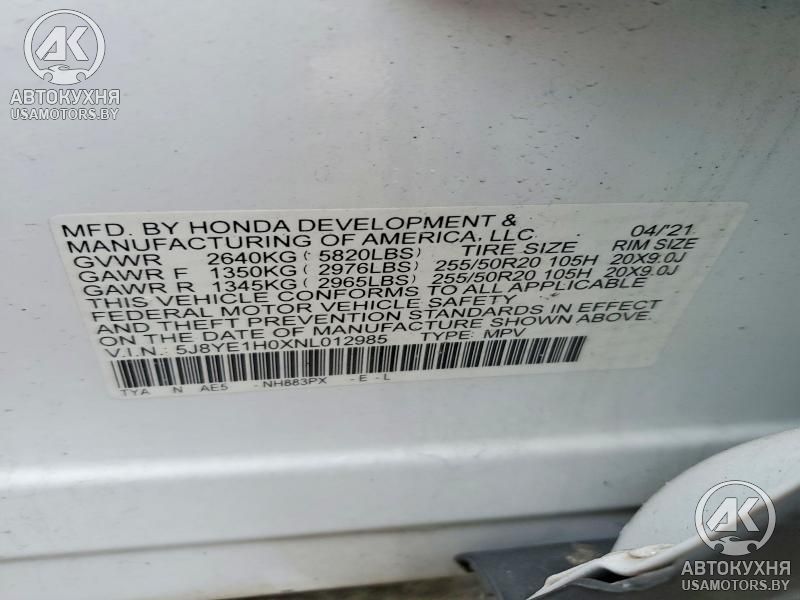 AK
АВТОКУХНЯ
USAMOTORS.BY
MFD. BY HONDA DEVELOPMENT & 04/'21
MANUFACTURING OF AMERICA, LLC
GVWR 2640KG ( 5820LBS) TIRE SIZE RIM SIZE
GAWR F 1350KG ( 2976LBS) 255/50R20 105H 20X9.0J
GAWR R 1345KG ( 2965LBS) 255/50R20 105H 20X9.0J
THIS VEHICLE CONFORMS TO ALL APPLICABLE
FEDERAL MOTOR VEHICLE SAFETY
AND THEFT PREVENTION STANDARDS IN EFFECT
ON THE DATE OF MANUFACTURE SHOWN ABOVE.
V.I.N.: 5J8YE1H0XNL012985 TYPE: MPV
TYA N AE5 -NH883PX -E-L
AK
АВТОКУХНЯ
USAMOTORS.BY